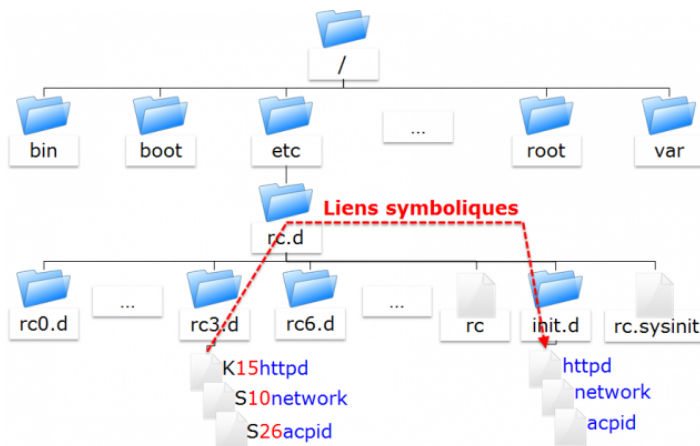 /
bin boot etc ... root var
Liens symboliques
rc.d
rc0.d ... rc3.d rc6.d ... rc init.d rc.sysinit
K15httpd httpd
S10network network
S26acpid acpid